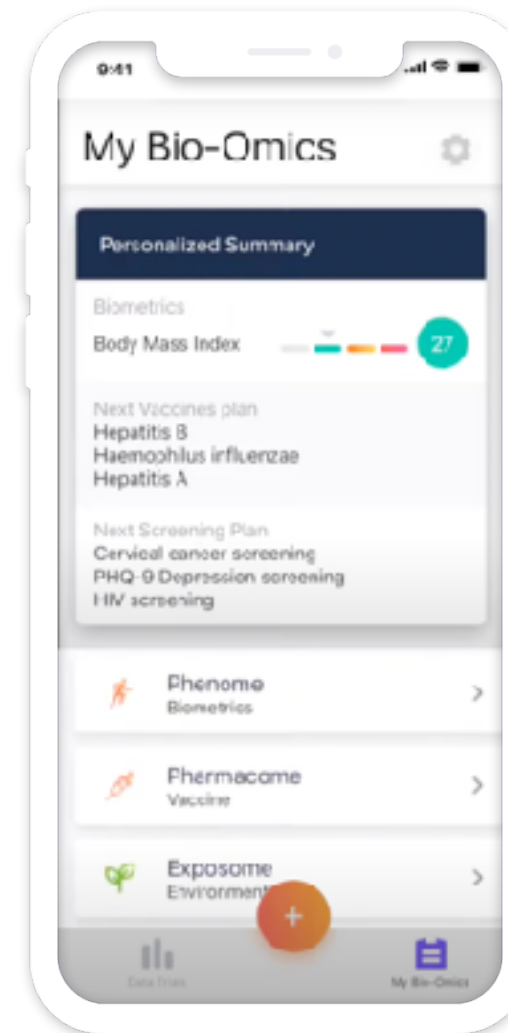 9:41
My Bio-Omics
Personalized Summary
Biometrics
Body Mass Index
27
Next Vaccines plan
Hepatitis B
Haemophilus influenzae
Hepatitis A
Next Screening Plan
Cervical cancer screening
PHQ-9 Depression screening
HIV screening
Phenome
Biometrics
Pharmacome
Vaccine
Exposome
Environment
+
My Bio-Omics